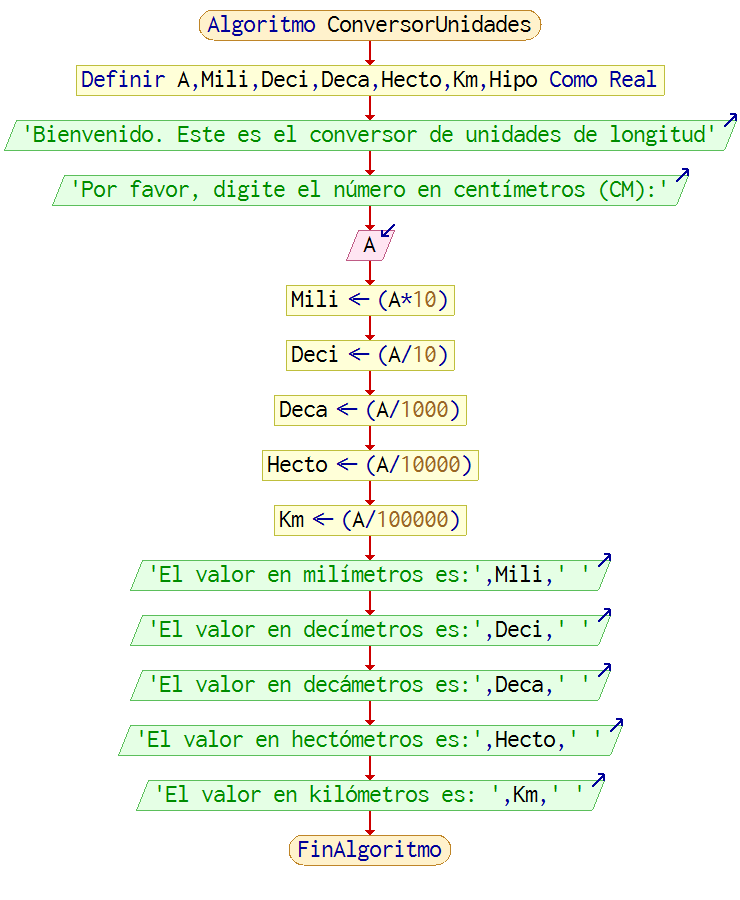 Algoritmo ConversorUnidades
Definir A,Mili,Deci,Deca,Hecto,Km,Hipo Como Real
'Bienvenido. Este es el conversor de unidades de longitud'
'Por favor, digite el número en centímetros (CM):'
A
Mili ← (A*10)
Deci ← (A/10)
Deca ← (A/1000)
Hecto ← (A/10000)
Km ← (A/100000)
'El valor en milímetros es:',Mili,' '
'El valor en decímetros es:',Deci,' '
'El valor en decámetros es:',Deca,' '
'El valor en hectómetros es:',Hecto,' '
'El valor en kilómetros es: ',Km,' '
FinAlgoritmo